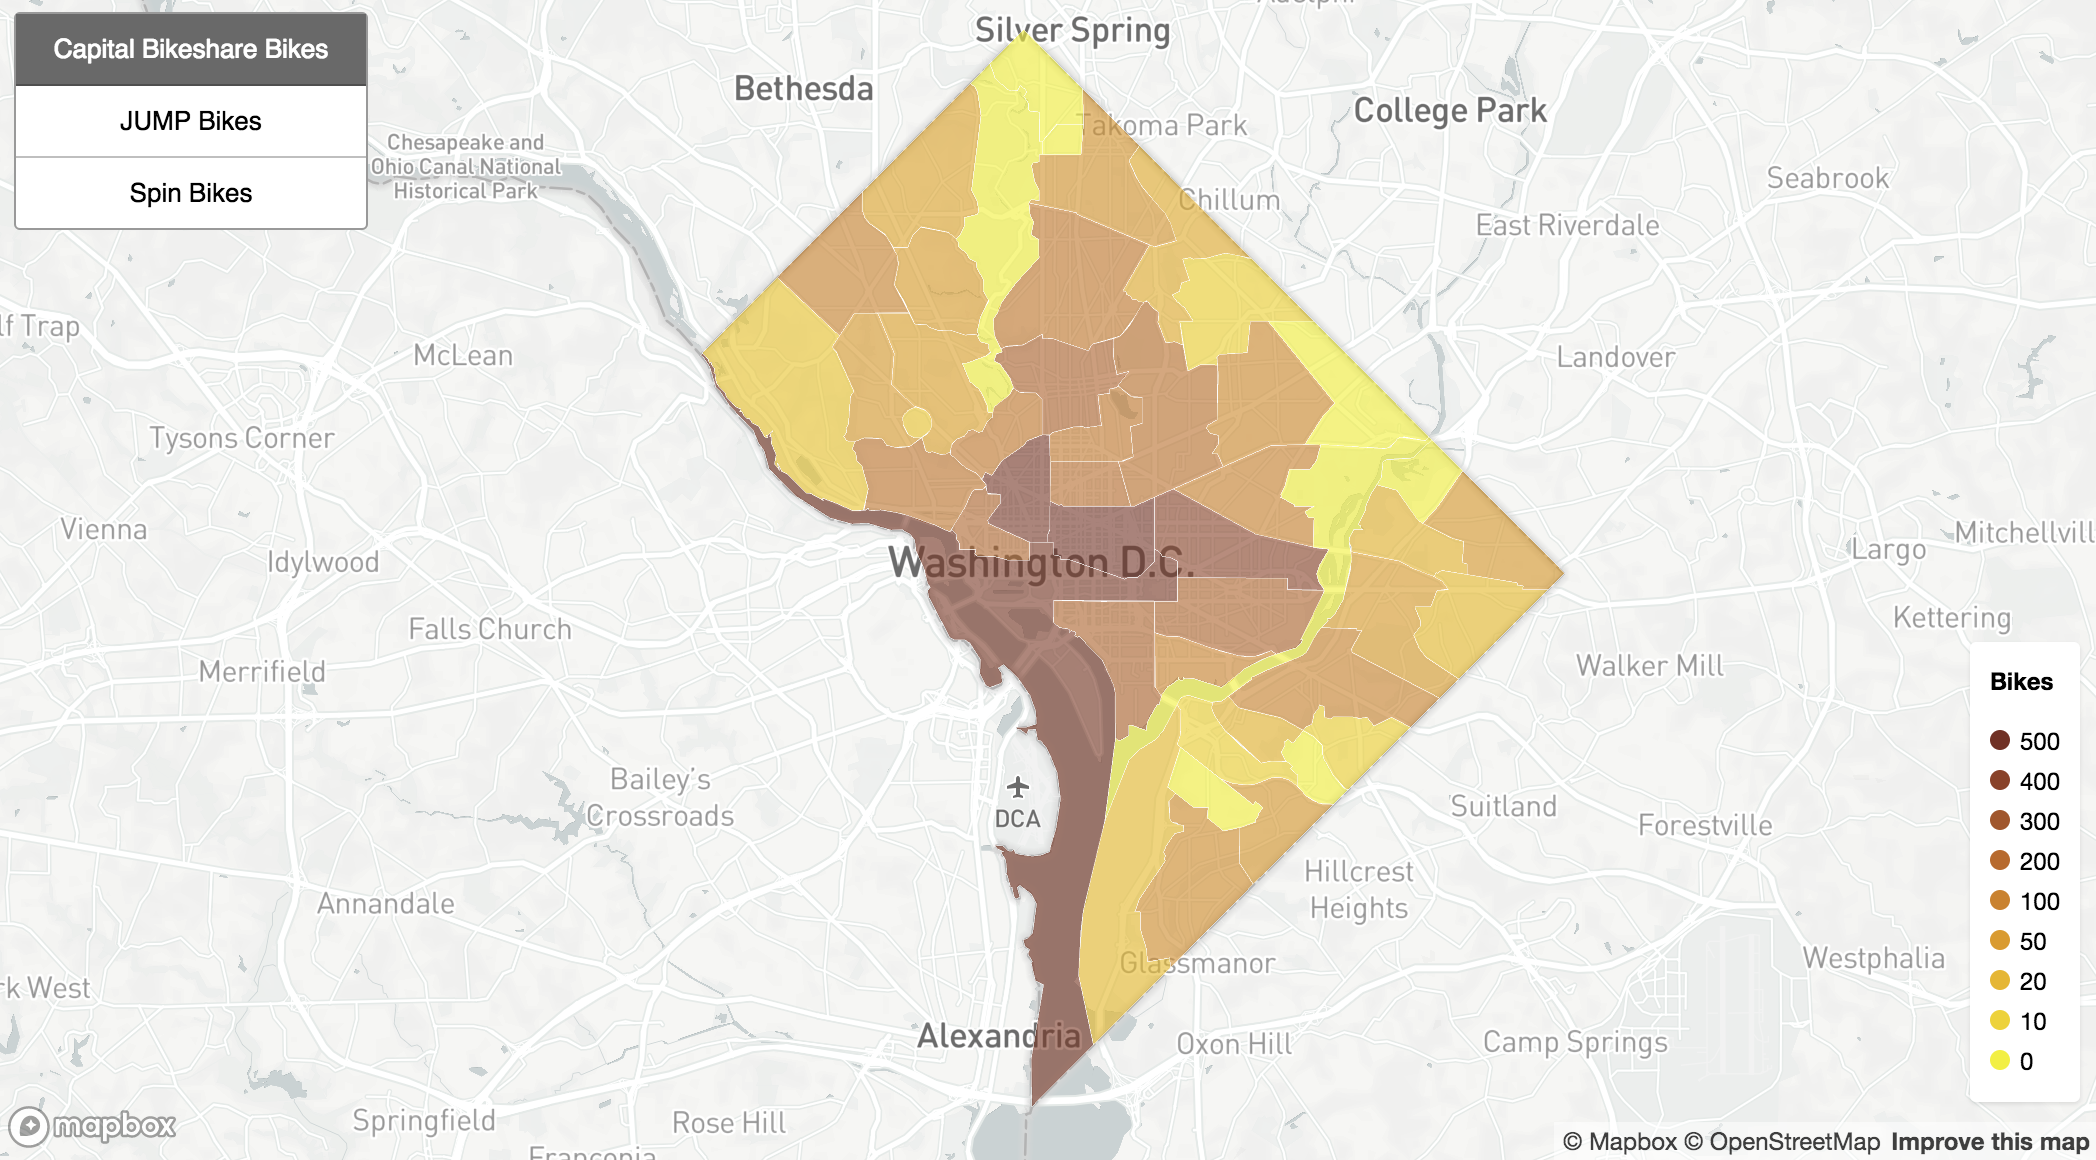 Capital Bikeshare Bikes
JUMP Bikes
Spin Bikes
Silver Spring
Bethesda
College Park
Takoma Park
Chesapeake and
Ohio Canal National
Historical Park
Chillum
Seabrook
East Riverdale
lf Trap
McLean
Landover
Tysons Corner
Vienna
Idylwood
Washington D.C.
Largo
Mitchellvill
Kettering
Falls Church
Merrifield
Walker Mill
Bikes
500
400
300
200
100
50
20
10
0
Bailey's
Crossroads
DCA
Suitland
Forestville
Hillcrest
Heights
Annandale
Glassmanor
Westphalia
rk West
Alexandria
Oxon Hill
Camp Springs
Springfield
Rose Hill
Franconia
mapbox
© Mapbox © OpenStreetMap Improve this map